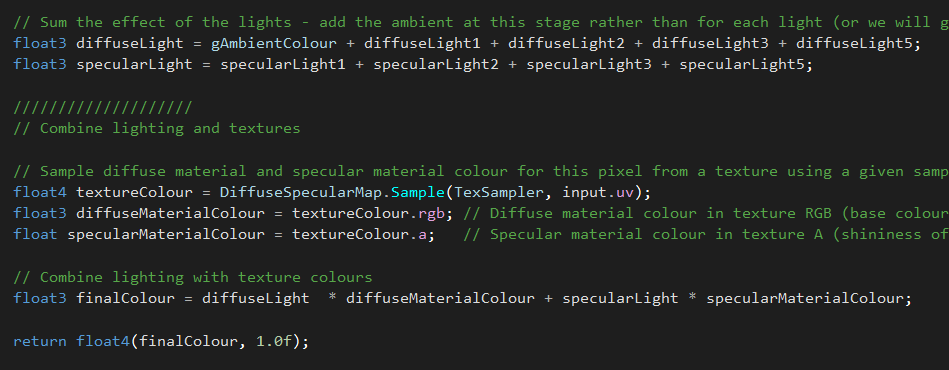 // Sum the effect of the lights - add the ambient at this stage rather than for each light (or we will g
float3 diffuseLight = gAmbientColour + diffuseLight1 + diffuseLight2 + diffuseLight3 + diffuseLight5;
float3 specularLight = specularLight1 + specularLight2 + specularLight3 + specularLight5;
////////////////////
// Combine lighting and textures
// Sample diffuse material and specular material colour for this pixel from a texture using a given samp
float4 textureColour = DiffuseSpecularMap.Sample(TexSampler, input.uv);
float3 diffuseMaterialColour = textureColour.rgb; // Diffuse material colour in texture RGB (base colour
float specularMaterialColour = textureColour.a;   // Specular material colour in texture A (shininess of
// Combine lighting with texture colours
float3 finalColour = diffuseLight  * diffuseMaterialColour + specularLight * specularMaterialColour;
return float4(finalColour, 1.0f);